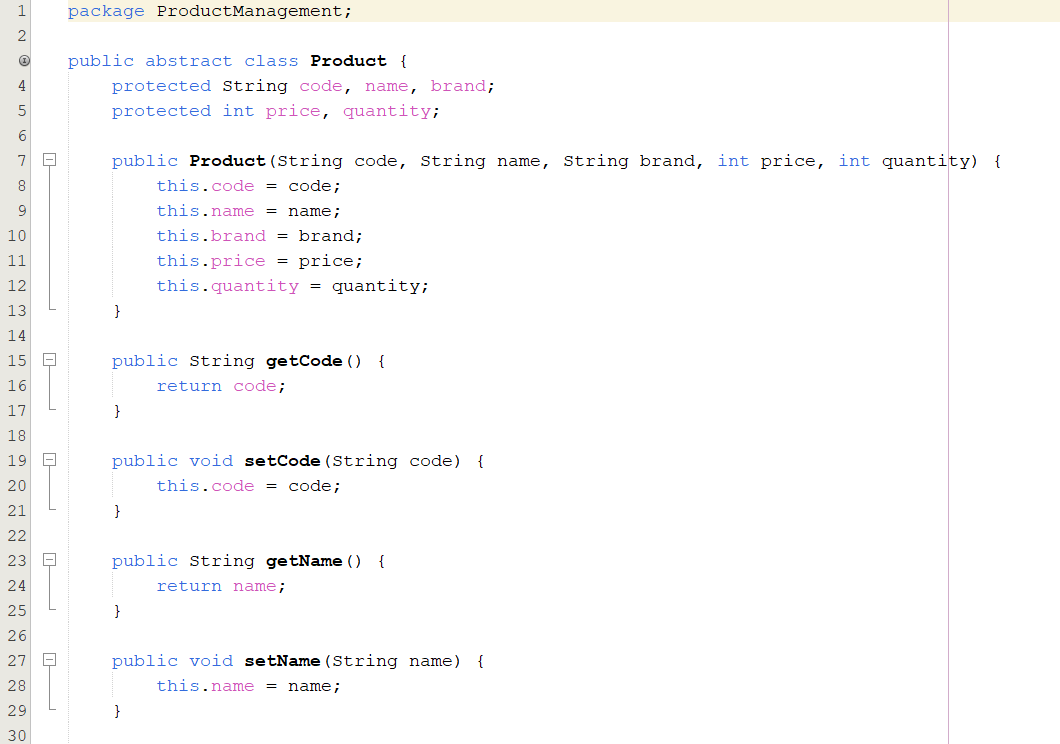 1 package ProductManagement;
2
public abstract class Product {
4 protected String code, name, brand;
5 protected int price, quantity;
6
7 public Product(String code, String name, String brand, int price, int quantity) {
8 this.code = code;
9 this.name = name;
10 this.brand = brand;
11 this.price = price;
12 this.quantity = quantity;
13 }
14
15 public String getCode() {
16 return code;
17 }
18
19 public void setCode(String code) {
20 this.code = code;
21 }
22
23 public String getName() {
24 return name;
25 }
26
27 public void setName(String name) {
28 this.name = name;
29 }
30